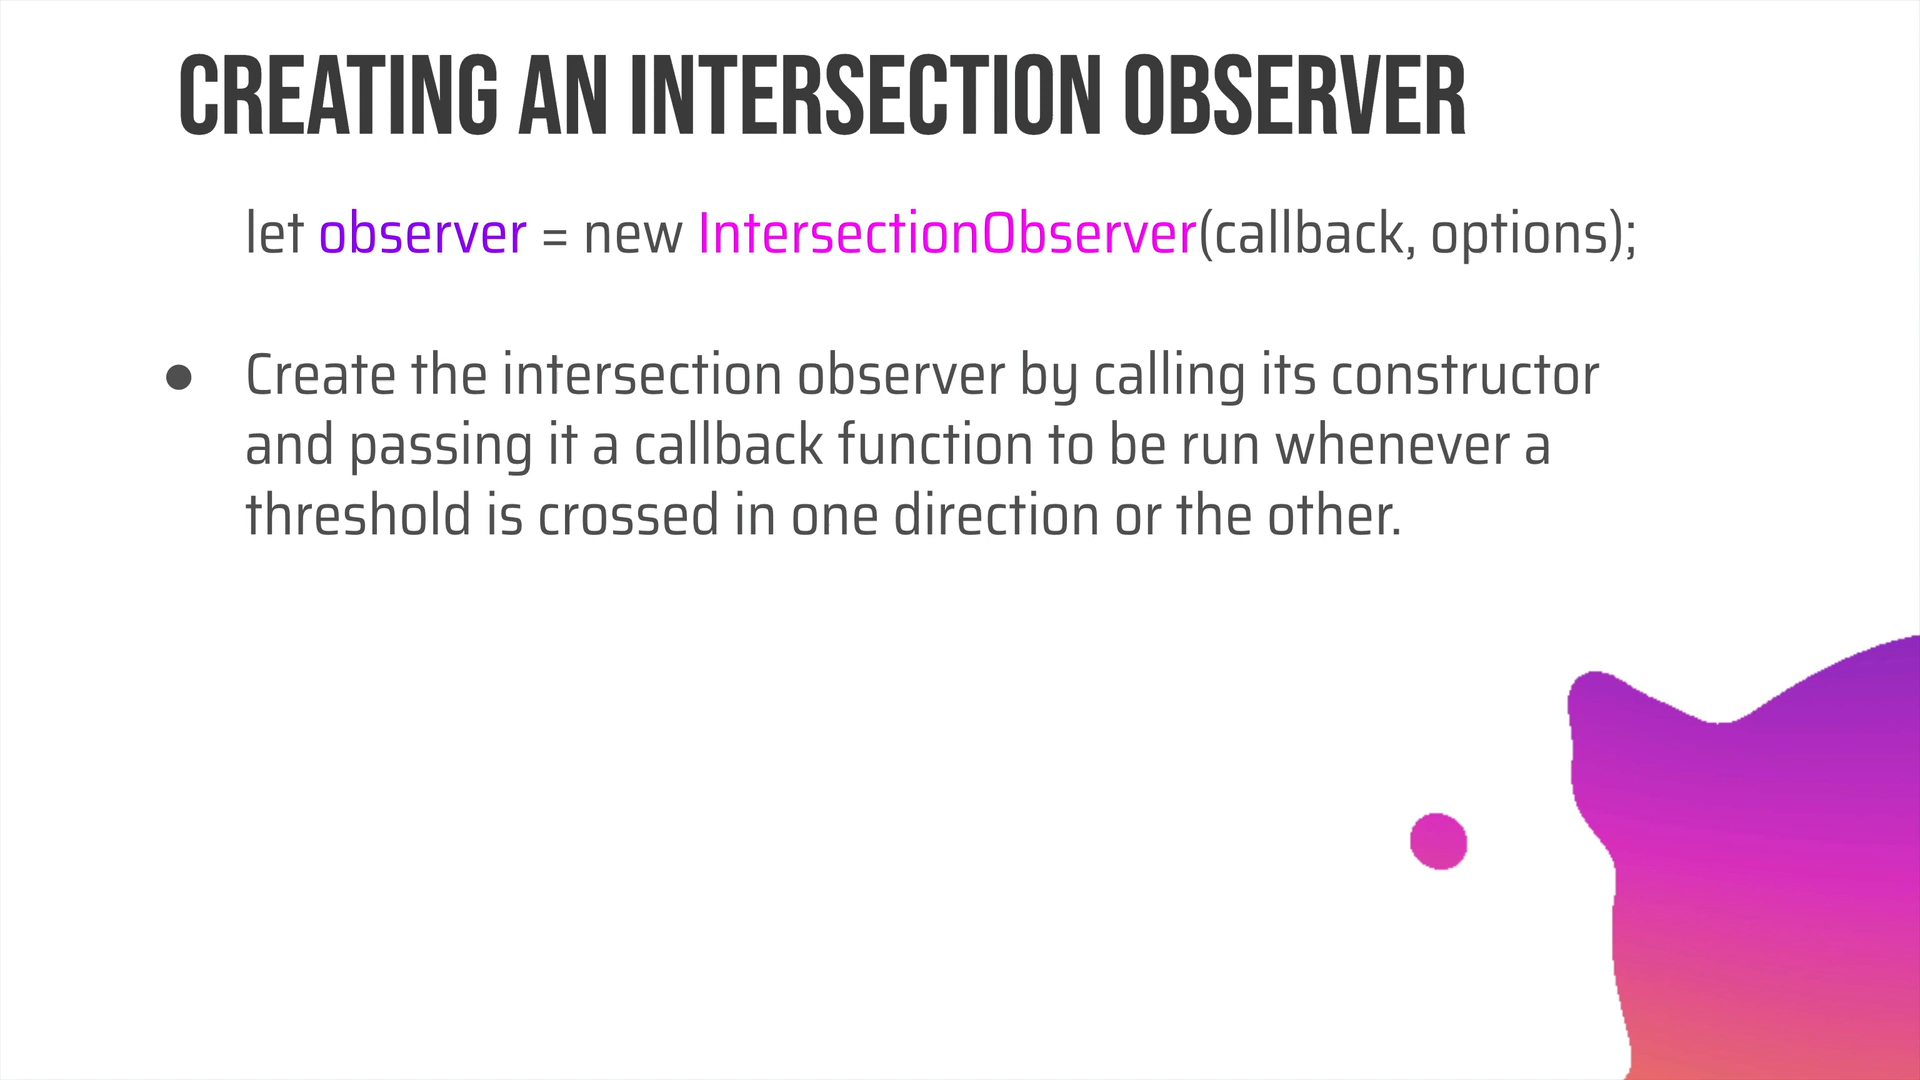 CREATING AN INTERSECTION OBSERVER
let observer = new IntersectionObserver(callback, options);
● Create the intersection observer by calling its constructor
and passing it a callback function to be run whenever a
threshold is crossed in one direction or the other.